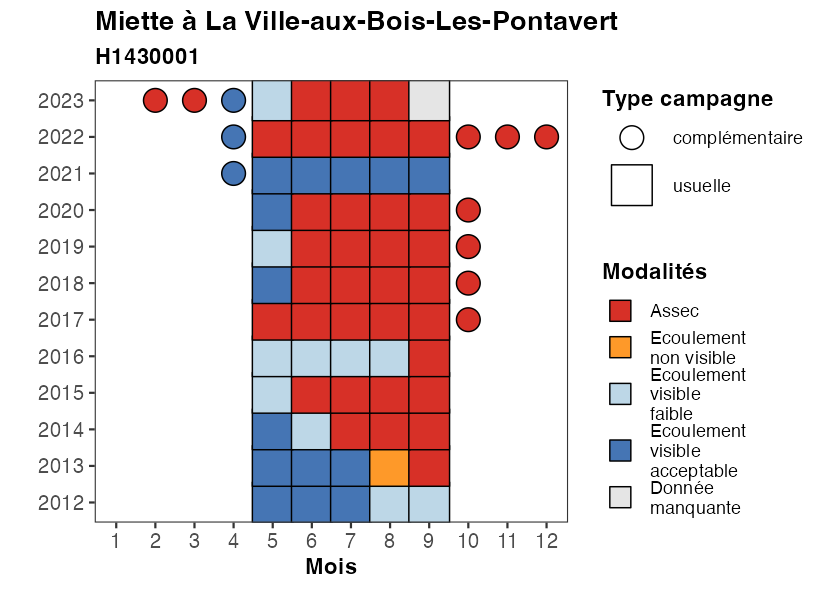 Miette à La Ville-aux-Bois-Les-Pontavert
H1430001
2023
2022
2021
2020
2019
2018
2017
2016
2015
2014
2013
2012
1 2 3 4 5 6 7 8 9 10 11 12
Mois
Type campagne
complémentaire
usuelle
Modalités
Assec
Ecoulement
non visible
Ecoulement
visible
faible
Ecoulement
visible
acceptable
Donnée
manquante